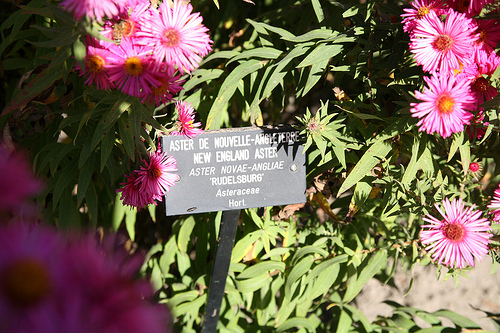 ASTER DE NOUVELLE-ANGLETERRE
NEW ENGLAND ASTER
ASTER NOVAE-ANGLIAE
'RUDELSBURG'
Asteraceae
Hort.